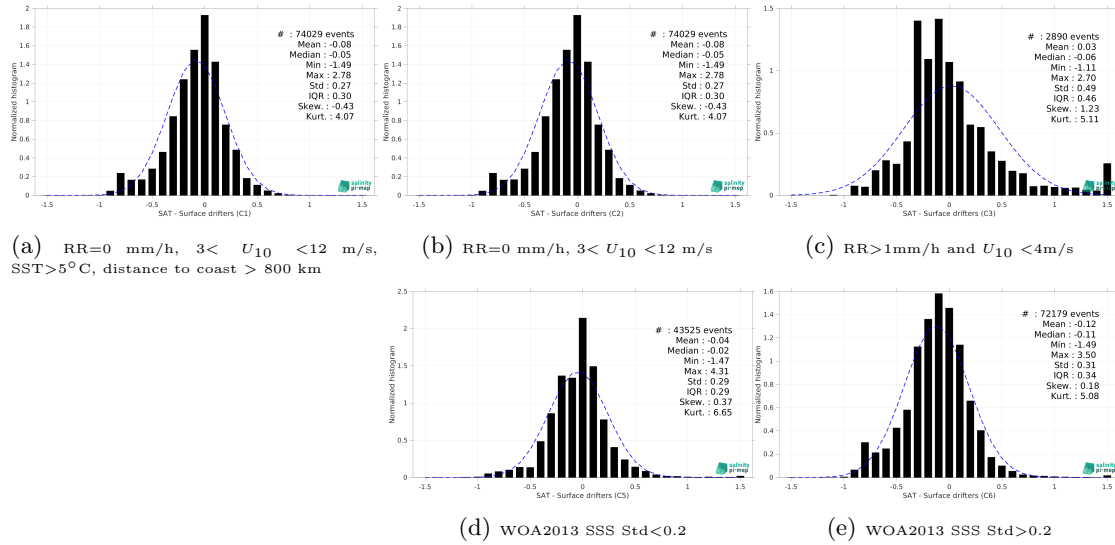 # : 74029 events
Mean : -0.08
Median : -0.05
Min : -1.49
Max : 2.78
Std : 0.27
IQR : 0.30
Skew. : -0.43
Kurt. : 4.07
Normalized histogram
2
1.8
1.6
1.4
1.2
1
0.8
0.6
0.4
0.2
0
-1.5 -1 -0.5 0 0.5 1 1.5
SAT - Surface drifters (C1)
salinity
pi-mep
(a) RR=0 mm/h, 3< U10 <12 m/s,
SST>5°C, distance to coast > 800 km
# : 74029 events
Mean : -0.08
Median : -0.05
Min : -1.49
Max : 2.78
Std : 0.27
IQR : 0.30
Skew. : -0.43
Kurt. : 4.07
Normalized histogram
2
1.8
1.6
1.4
1.2
1
0.8
0.6
0.4
0.2
0
-1.5 -1 -0.5 0 0.5 1 1.5
SAT - Surface drifters (C2)
salinity
pi-mep
(b) RR=0 mm/h, 3< U10 <12 m/s
# : 2890 events
Mean : 0.03
Median : -0.06
Min : -1.11
Max : 2.70
Std : 0.49
IQR : 0.46
Skew. : 1.23
Kurt. : 5.11
Normalized histogram
1.5
1
0.5
0
-1.5 -1 -0.5 0 0.5 1 1.5
SAT - Surface drifters (C3)
salinity
pi-mep
(c) RR>1mm/h and U10 <4m/s
# : 43525 events
Mean : -0.04
Median : -0.02
Min : -1.47
Max : 4.31
Std : 0.29
IQR : 0.29
Skew. : 0.37
Kurt. : 6.65
Normalized histogram
2.5
2
1.5
1
0.5
0
-1.5 -1 -0.5 0 0.5 1 1.5
SAT - Surface drifters (C5)
salinity
pi-mep
(d) WOA2013 SSS Std<0.2
# : 72179 events
Mean : -0.12
Median : -0.11
Min : -1.49
Max : 3.50
Std : 0.31
IQR : 0.34
Skew. : 0.18
Kurt. : 5.08
Normalized histogram
1.6
1.4
1.2
1
0.8
0.6
0.4
0.2
0
-1.5 -1 -0.5 0 0.5 1 1.5
SAT - Surface drifters (C6)
salinity
pi-mep
(e) WOA2013 SSS Std>0.2